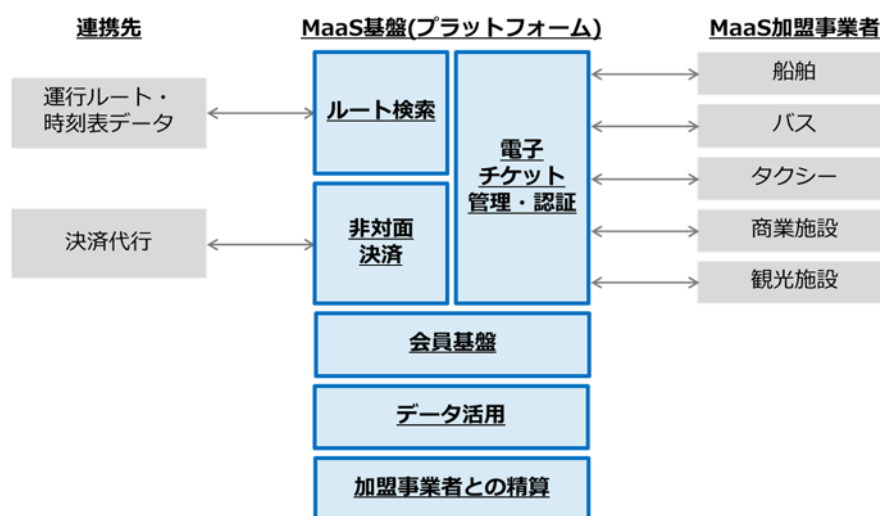 連携先
MaaS基盤(プラットフォーム)
MaaS加盟事業者
運行ルート・
時刻表データ
決済代行
ルート検索
非対面
決済
電子
チケット
管理・認証
会員基盤
データ活用
加盟事業者との精算
船舶
バス
タクシー
商業施設
観光施設